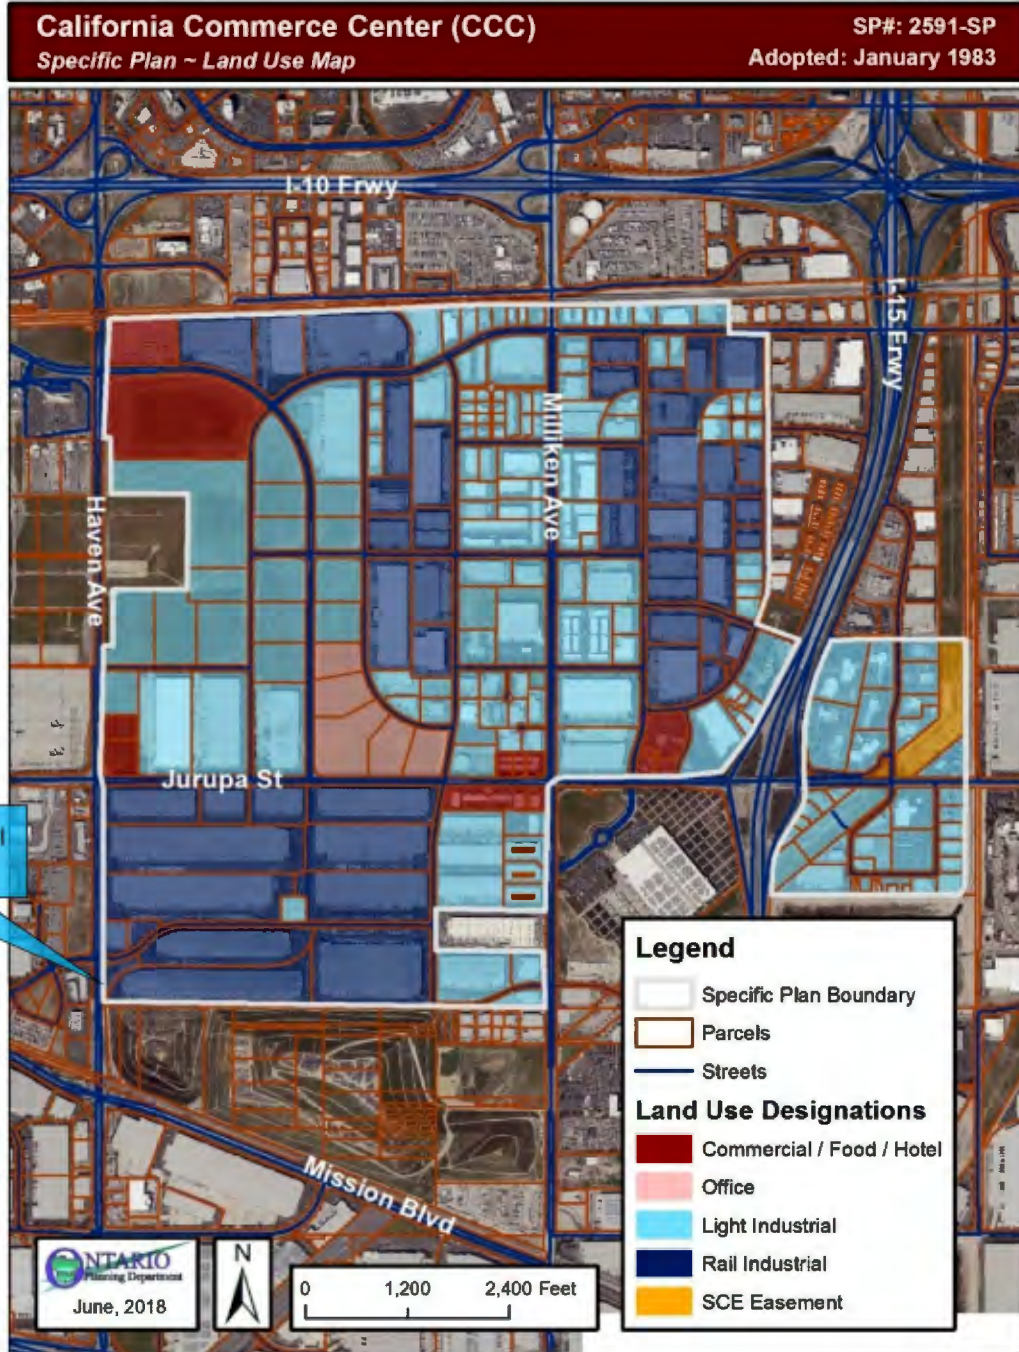 California Commerce Center (CCC)
Specific Plan ~ Land Use Map
SP#: 2591-SP
Adopted: January 1983
I-10 Frwy
I-15 Frwy
Milliken Ave
Haven Ave
Jurupa St
Mission Blvd
Legend
Specific Plan Boundary
Parcels
Streets
Land Use Designations
Commercial / Food / Hotel
Office
Light Industrial
Rail Industrial
SCE Easement
ONTARIO
Planning Department
June, 2018
N
0 1,200 2,400 Feet